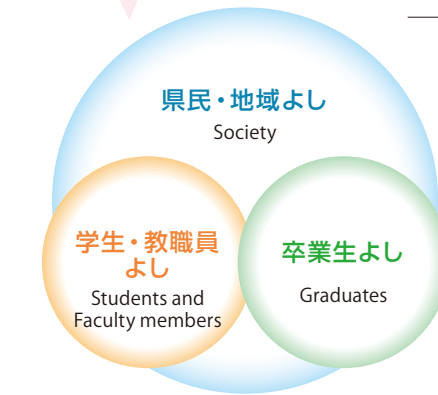 県民・地域よし
Society
学生・教職員
よし
Students and
Faculty members
卒業生よし
Graduates